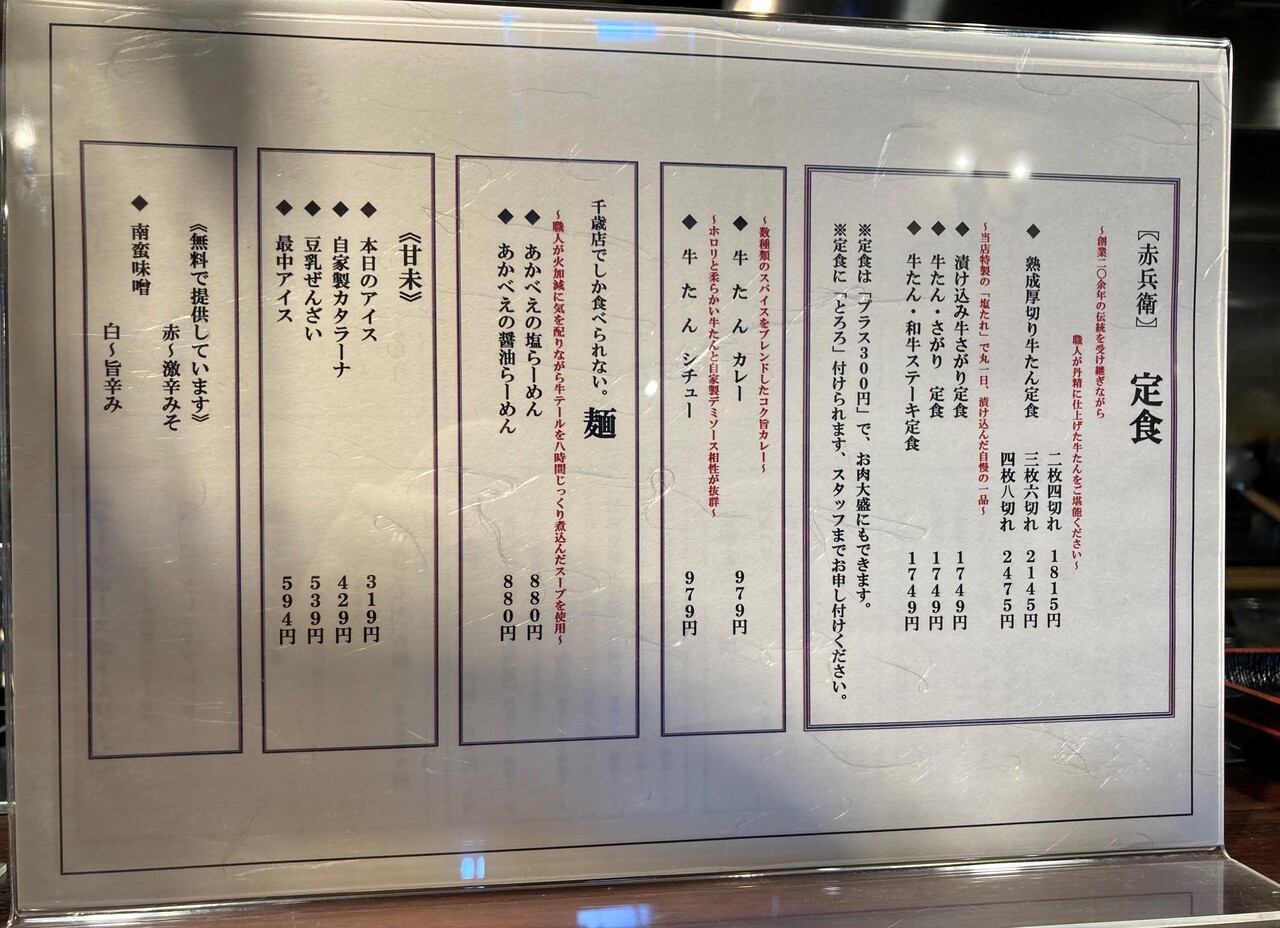 【赤兵衛】 定食
~創業二〇余年の伝統を受け継ぎながら
職人が丹精に仕上げた牛たんをご堪能ください~
◆ 熟成厚切り牛たん定食 二枚四切れ 1815円
三枚六切れ 2145円
四枚八切れ 2475円
~当店特製の「塩たれ」で丸一日、漬け込んだ自慢の一品~
◆ 漬け込み牛さがり定食 1749円
◆ 牛たん・さがり 定食 1749円
◆ 牛たん・和牛ステーキ定食 1749円
※定食は「プラス300円」で、お肉大盛にもできます。
※定食に「とろろ」付けられます、スタッフまでお申し付けください。
~数種類のスパイスをブレンドしたコク旨カレー~
◆ 牛たん カレー 979円
~ホロリと柔らかい牛たんと自家製デミソース相性が抜群~
◆ 牛たん シチュー 979円
千歳店でしか食べられない。麺
~職人が火加減に気を配りながら牛テールを八時間じっくり煮込んだスープを使用~
◆ あかべえの塩らーめん 880円
◆ あかべえの醤油らーめん 880円
《甘未》
◆ 本日のアイス 319円
◆ 自家製カタラーナ 429円
◆ 豆乳ぜんざい 539円
◆ 最中アイス 594円
《無料で提供しています》
赤~激辛みそ
◆ 南蛮味噌
白~旨辛み